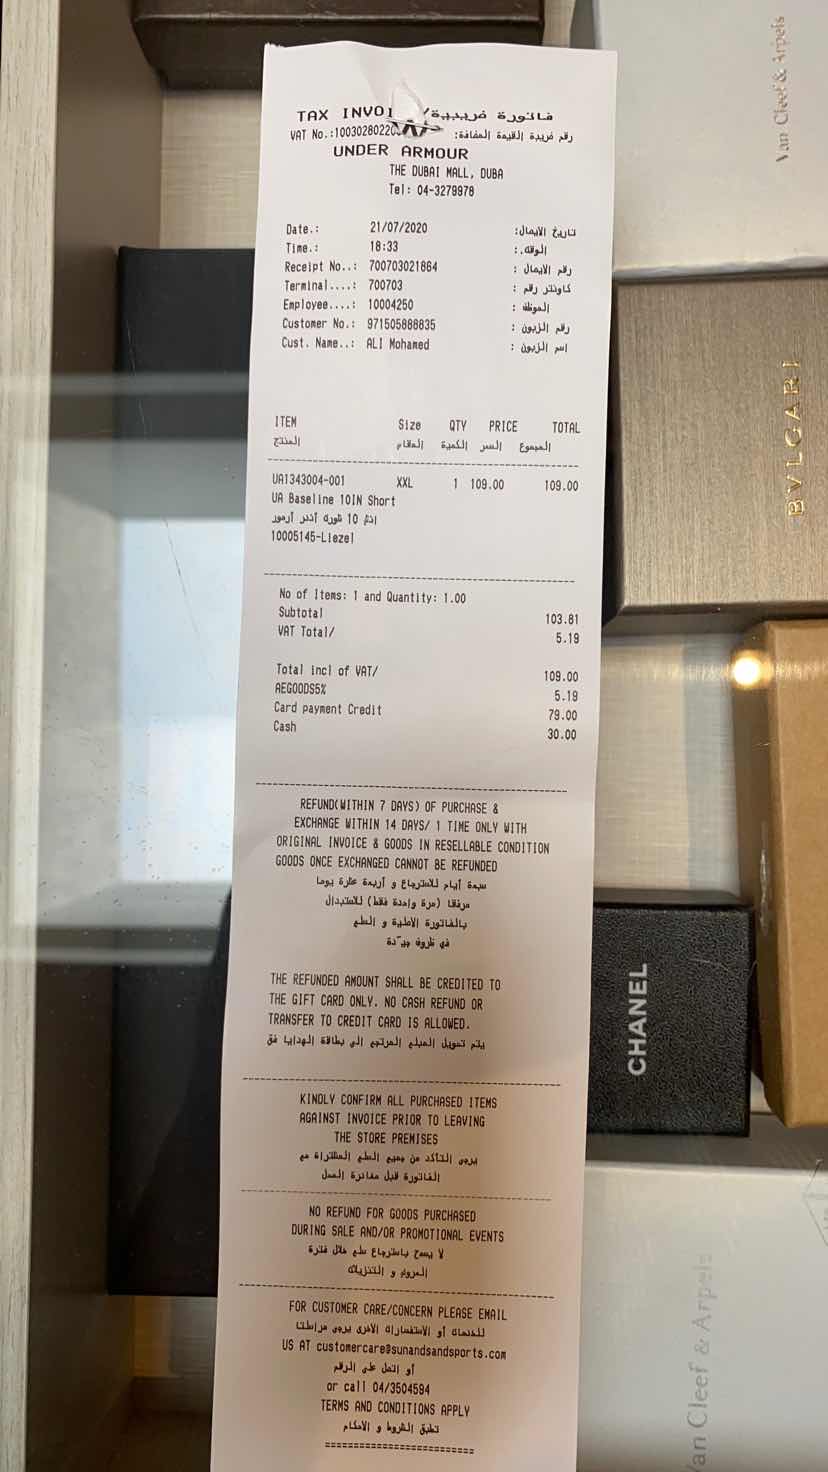 TAX INVOI / فاتورة ضريبية
VAT No.:10030280220 رقم ضريبة القيمة المضافة:
UNDER ARMOUR
THE DUBAI MALL, DUBA
Tel: 04-3279978
Date.: 21/07/2020 تاريخ الايصال:
Time.: 18:33 الوقت.:
Receipt No..: 700703021864 رقم الايصال :
Terminal....: 700703 كاونتر رقم :
Employee....: 10004250 الموظف :
Customer No.: 971505888835 رقم الزبون :
Cust. Name..: ALI Mohamed اسم الزبون :
ITEM Size QTY PRICE TOTAL
المنتج المقاس الكمية السعر المجموع
UA1343004-001 XXL 1 109.00 109.00
UA Baseline 10IN Short
10 شورت أندر أرمور
10005145-Liezel
No of Items: 1 and Quantity: 1.00
Subtotal 103.81
VAT Total/ 5.19
Total incl of VAT/ 109.00
AEGOODS5% 5.19
Card payment Credit 79.00
Cash 30.00
REFUND(WITHIN 7 DAYS) OF PURCHASE &
EXCHANGE WITHIN 14 DAYS/ 1 TIME ONLY WITH
ORIGINAL INVOICE & GOODS IN RESELLABLE CONDITION
GOODS ONCE EXCHANGED CANNOT BE REFUNDED
سبعة أيام للاسترجاع و أربعة عشرة يوما
مرفقا (مرة واحدة فقط) للاستبدال
بالفاتورة الاصلية و السلع
في ظروف جيّدة
THE REFUNDED AMOUNT SHALL BE CREDITED TO
THE GIFT CARD ONLY. NO CASH REFUND OR
TRANSFER TO CREDIT CARD IS ALLOWED.
يتم تحويل المبلغ المرتجع الى بطاقة الهدايا فق
KINDLY CONFIRM ALL PURCHASED ITEMS
AGAINST INVOICE PRIOR TO LEAVING
THE STORE PREMISES
يرجى التأكد من جميع السلع المشتراة مع
الفاتورة قبل مغادرة المحل
NO REFUND FOR GOODS PURCHASED
DURING SALE AND/OR PROMOTIONAL EVENTS
لا يسمح باسترجاع سلع خلال فترة
العروض و التنزيلات
FOR CUSTOMER CARE/CONCERN PLEASE EMAIL
للخدمات أو الاستفسارات الاخرى يرجى مراسلتنا
US AT customercare@sunandsandsports.com
أو اتصل على الرقم
or call 04/3504594
TERMS AND CONDITIONS APPLY
تطبق الشروط و الاحكام
Van Cleef & Arpels
BVLGARI
CHANEL
Van Cleef & Arpels